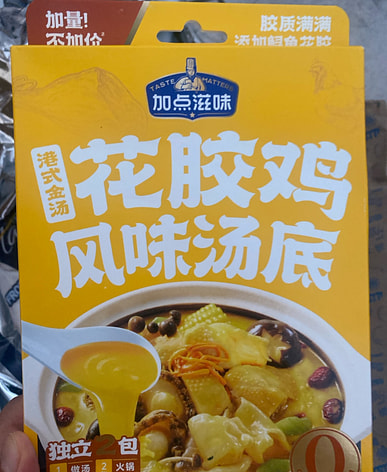 加量!
不加价
胶质满满
添加鳕鱼花胶
TASTE MATTERS
加点滋味
港式金汤
花胶鸡
风味汤底
独立 包
1 做汤 2 火锅
0